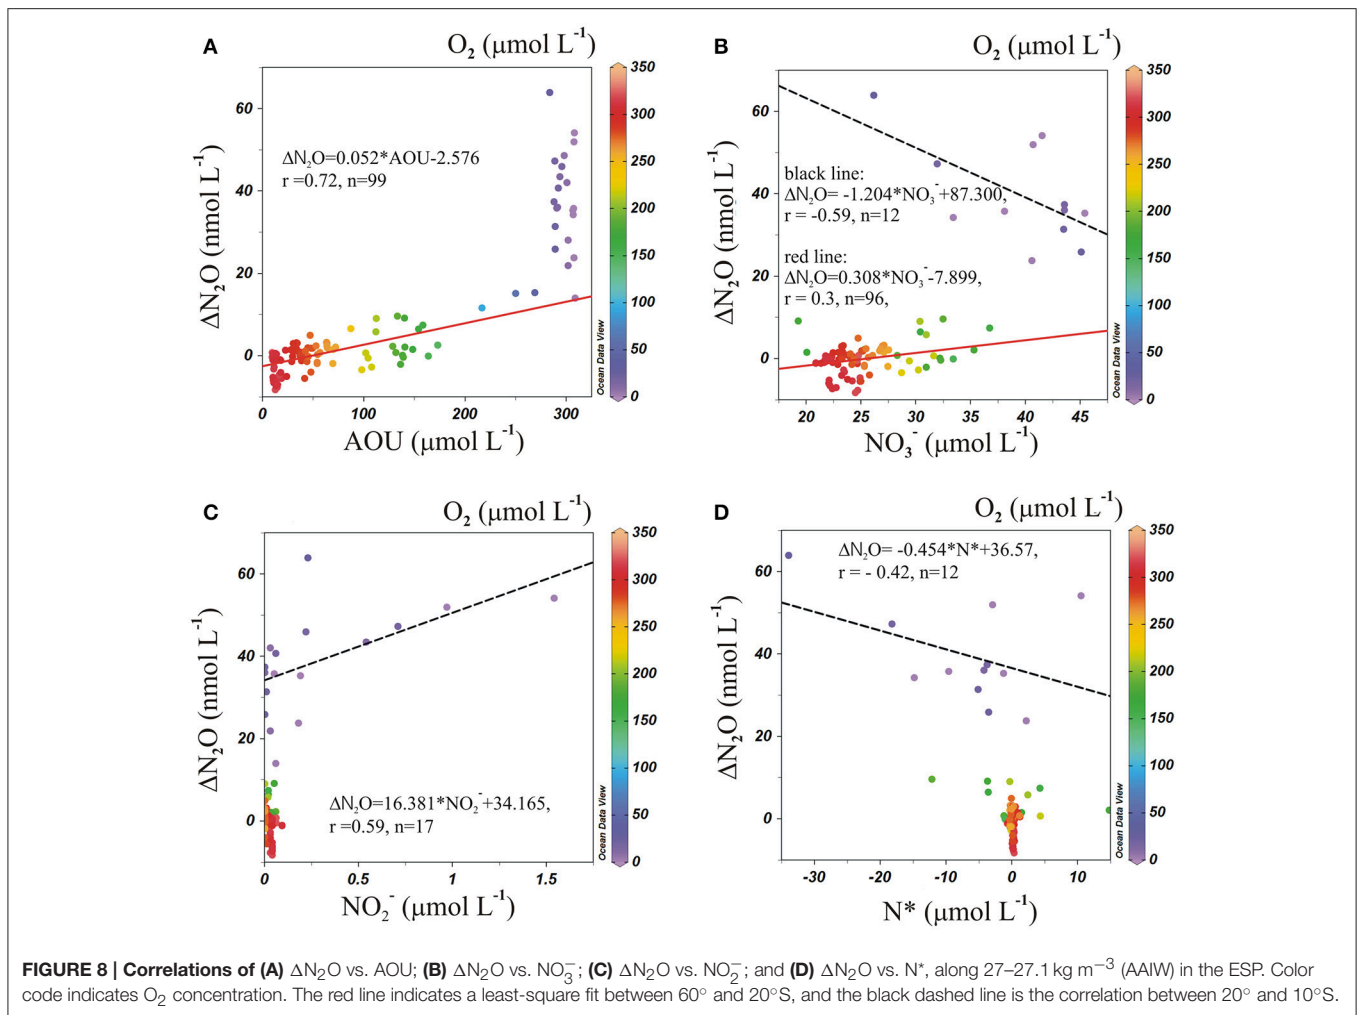 A
O₂ (μmol L⁻¹)
ΔN₂O=0.052*AOU-2.576
r =0.72, n=99
60
40
20
0
ΔN₂O (nmol L⁻¹)
0
100
200
300
AOU (μmol L⁻¹)
350
300
250
200
150
100
50
0
Ocean Data View
B
O₂ (μmol L⁻¹)
black line:
ΔN₂O= -1.204*NO₃⁻+87.300,
r = -0.59, n=12
red line:
ΔN₂O=0.308*NO₃⁻-7.899,
r = 0.3, n=96,
60
40
20
0
ΔN₂O (nmol L⁻¹)
20
25
30
35
40
45
NO₃⁻ (μmol L⁻¹)
350
300
250
200
150
100
50
0
Ocean Data View
C
O₂ (μmol L⁻¹)
ΔN₂O=16.381*NO₂⁻+34.165,
r =0.59, n=17
60
40
20
0
ΔN₂O (nmol L⁻¹)
0
0.5
1
1.5
NO₂⁻ (μmol L⁻¹)
350
300
250
200
150
100
50
0
Ocean Data View
D
O₂ (μmol L⁻¹)
ΔN₂O= -0.454*N*+36.57,
r = - 0.42, n=12
60
40
20
0
ΔN₂O (nmol L⁻¹)
-30
-20
-10
0
10
N* (μmol L⁻¹)
350
300
250
200
150
100
50
0
Ocean Data View
FIGURE 8 | Correlations of (A) ΔN₂O vs. AOU; (B) ΔN₂O vs. NO₃⁻; (C) ΔN₂O vs. NO₂⁻; and (D) ΔN₂O vs. N*, along 27–27.1 kg m⁻³ (AAIW) in the ESP. Color
code indicates O₂ concentration. The red line indicates a least-square fit between 60° and 20°S, and the black dashed line is the correlation between 20° and 10°S.